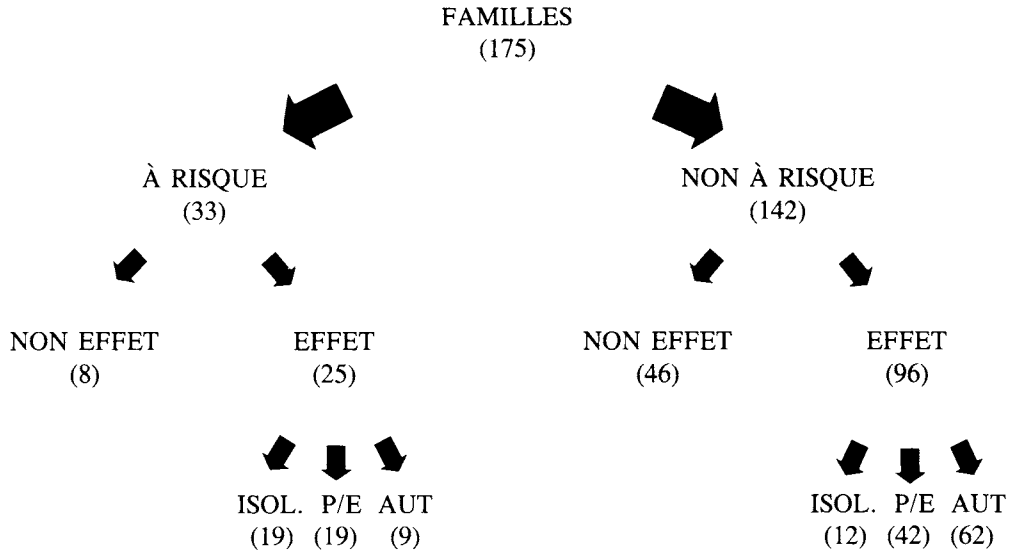 FAMILLES
(175)
À RISQUE
(33)
NON À RISQUE
(142)
NON EFFET
(8)
EFFET
(25)
NON EFFET
(46)
EFFET
(96)
ISOL. P/E AUT
(19) (19) (9)
ISOL. P/E AUT
(12) (42) (62)